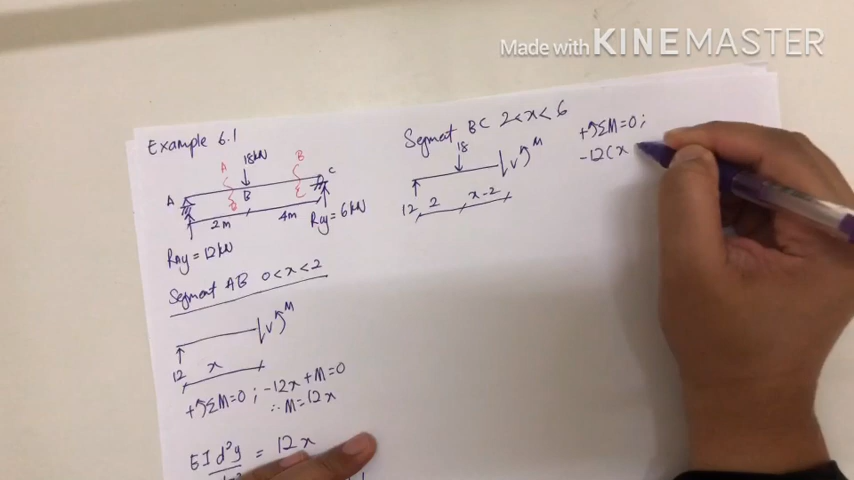 Made with KINEMASTER
Example 6.1
A
18kN
B
A
B
C
2m
4m
Ray = 12kN
Rcy = 6kN
Segment AB 0 < x < 2
V
M
12
x
+↺ΣM=0 ; -12x + M = 0
∴ M = 12x
EI d²y = 12x
Segment BC 2 < x < 6
18
V
M
12
2
x-2
+↺ΣM=0 ;
-12(x